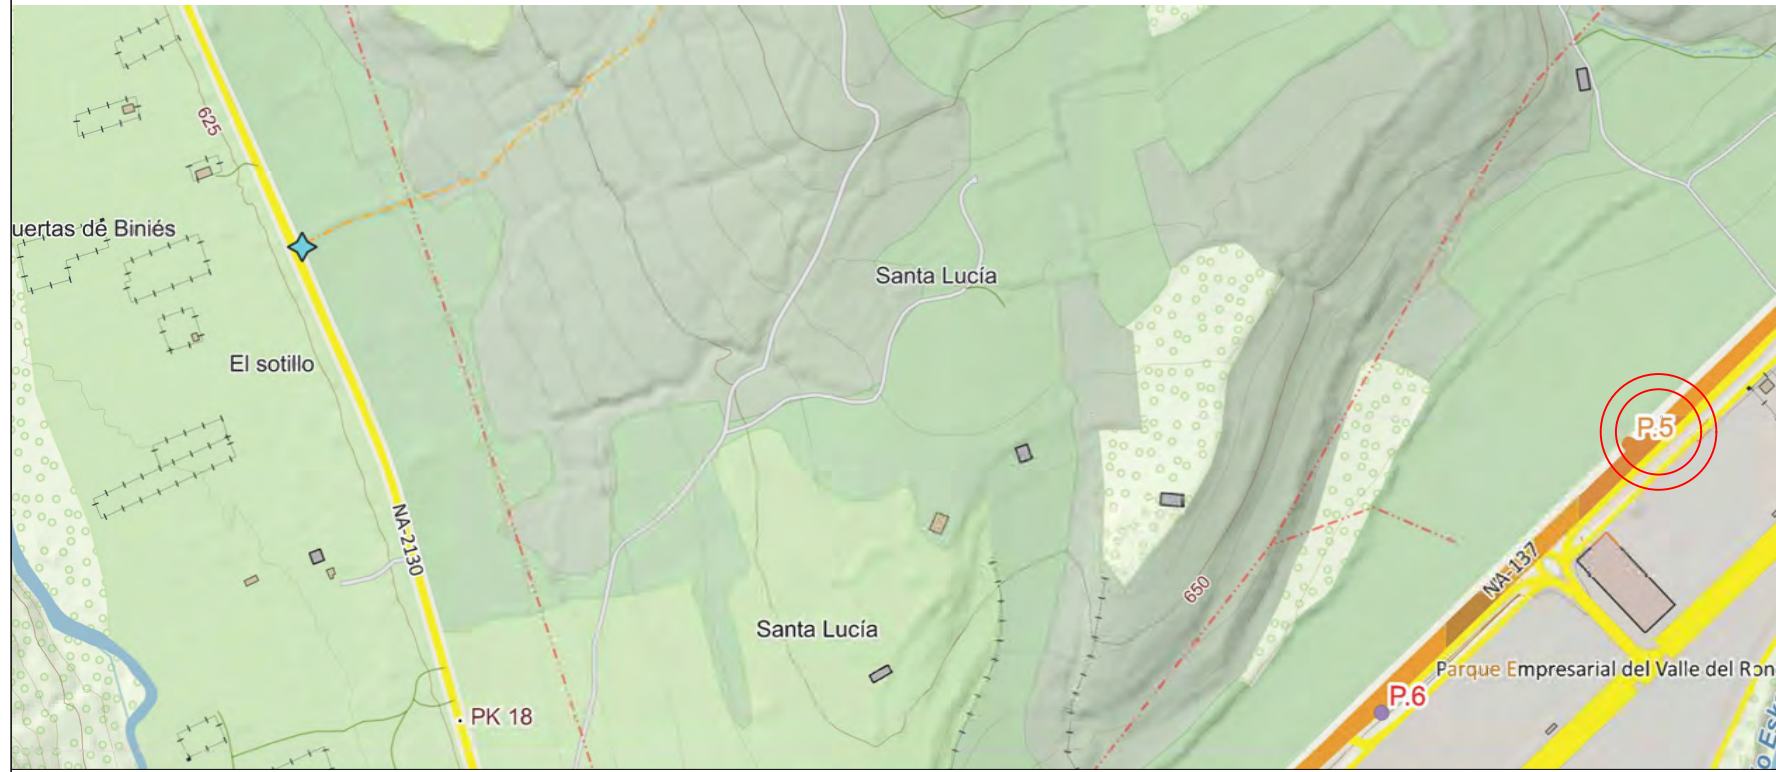 625
uertas de Biniés
Santa Lucía
El sotillo
P.5
NA-2130
NA-137
650
Santa Lucía
Parque Empresarial del Valle del Ron
P.6
PK 18
o Esk